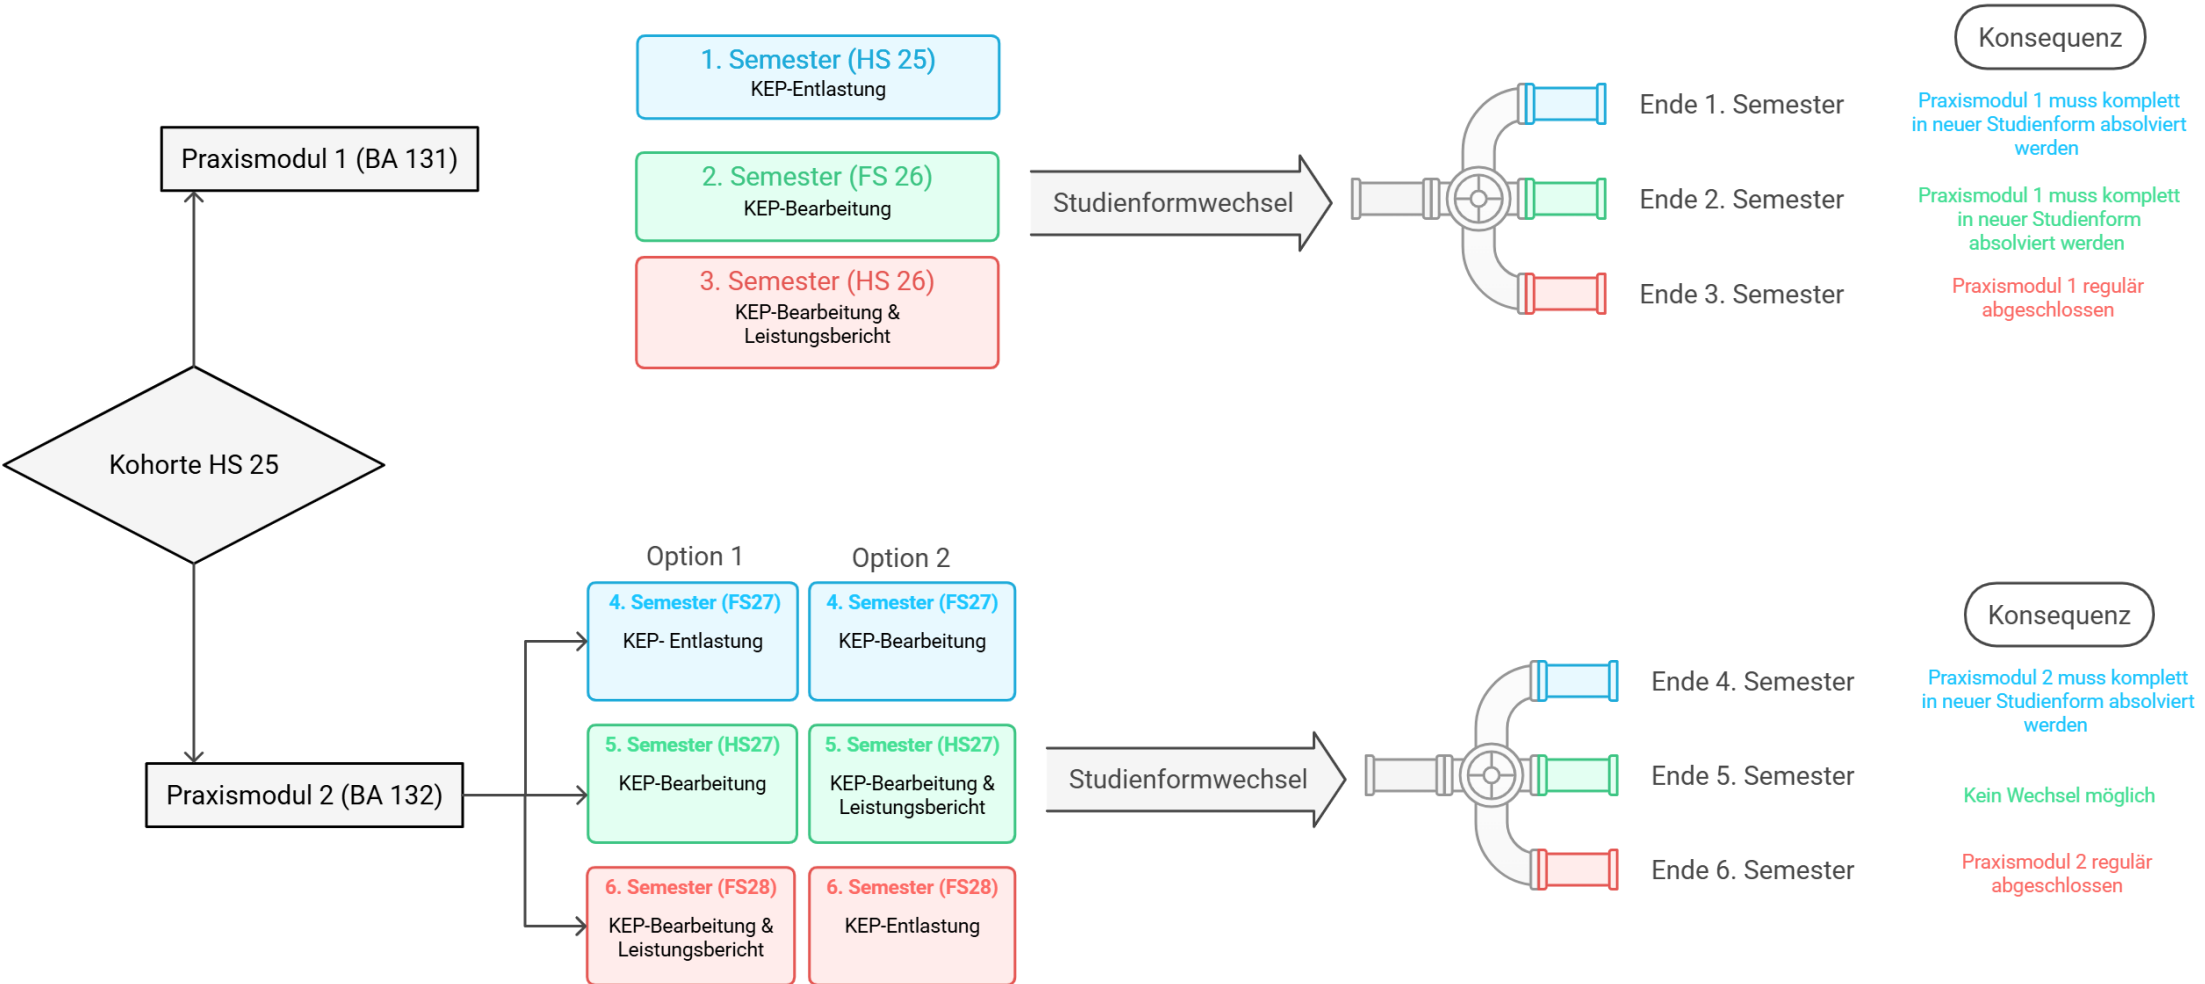 Konsequenz
1. Semester (HS 25)
KEP-Entlastung
Praxismodul 1 (BA 131)
2. Semester (FS 26)
KEP-Bearbeitung
3. Semester (HS 26)
KEP-Bearbeitung &
Leistungsbericht
Studienformwechsel
Ende 1. Semester
Praxismodul 1 muss komplett
in neuer Studienform absolviert
werden
Ende 2. Semester
Praxismodul 1 muss komplett
in neuer Studienform
absolviert werden
Ende 3. Semester
Praxismodul 1 regulär
abgeschlossen
Kohorte HS 25
Praxismodul 2 (BA 132)
Option 1
Option 2
4. Semester (FS27)
KEP- Entlastung
4. Semester (FS27)
KEP-Bearbeitung
5. Semester (HS27)
KEP-Bearbeitung
5. Semester (HS27)
KEP-Bearbeitung &
Leistungsbericht
6. Semester (FS28)
KEP-Bearbeitung &
Leistungsbericht
6. Semester (FS28)
KEP-Entlastung
Studienformwechsel
Konsequenz
Ende 4. Semester
Praxismodul 2 muss komplett
in neuer Studienform absolviert
werden
Ende 5. Semester
Kein Wechsel möglich
Ende 6. Semester
Praxismodul 2 regulär
abgeschlossen